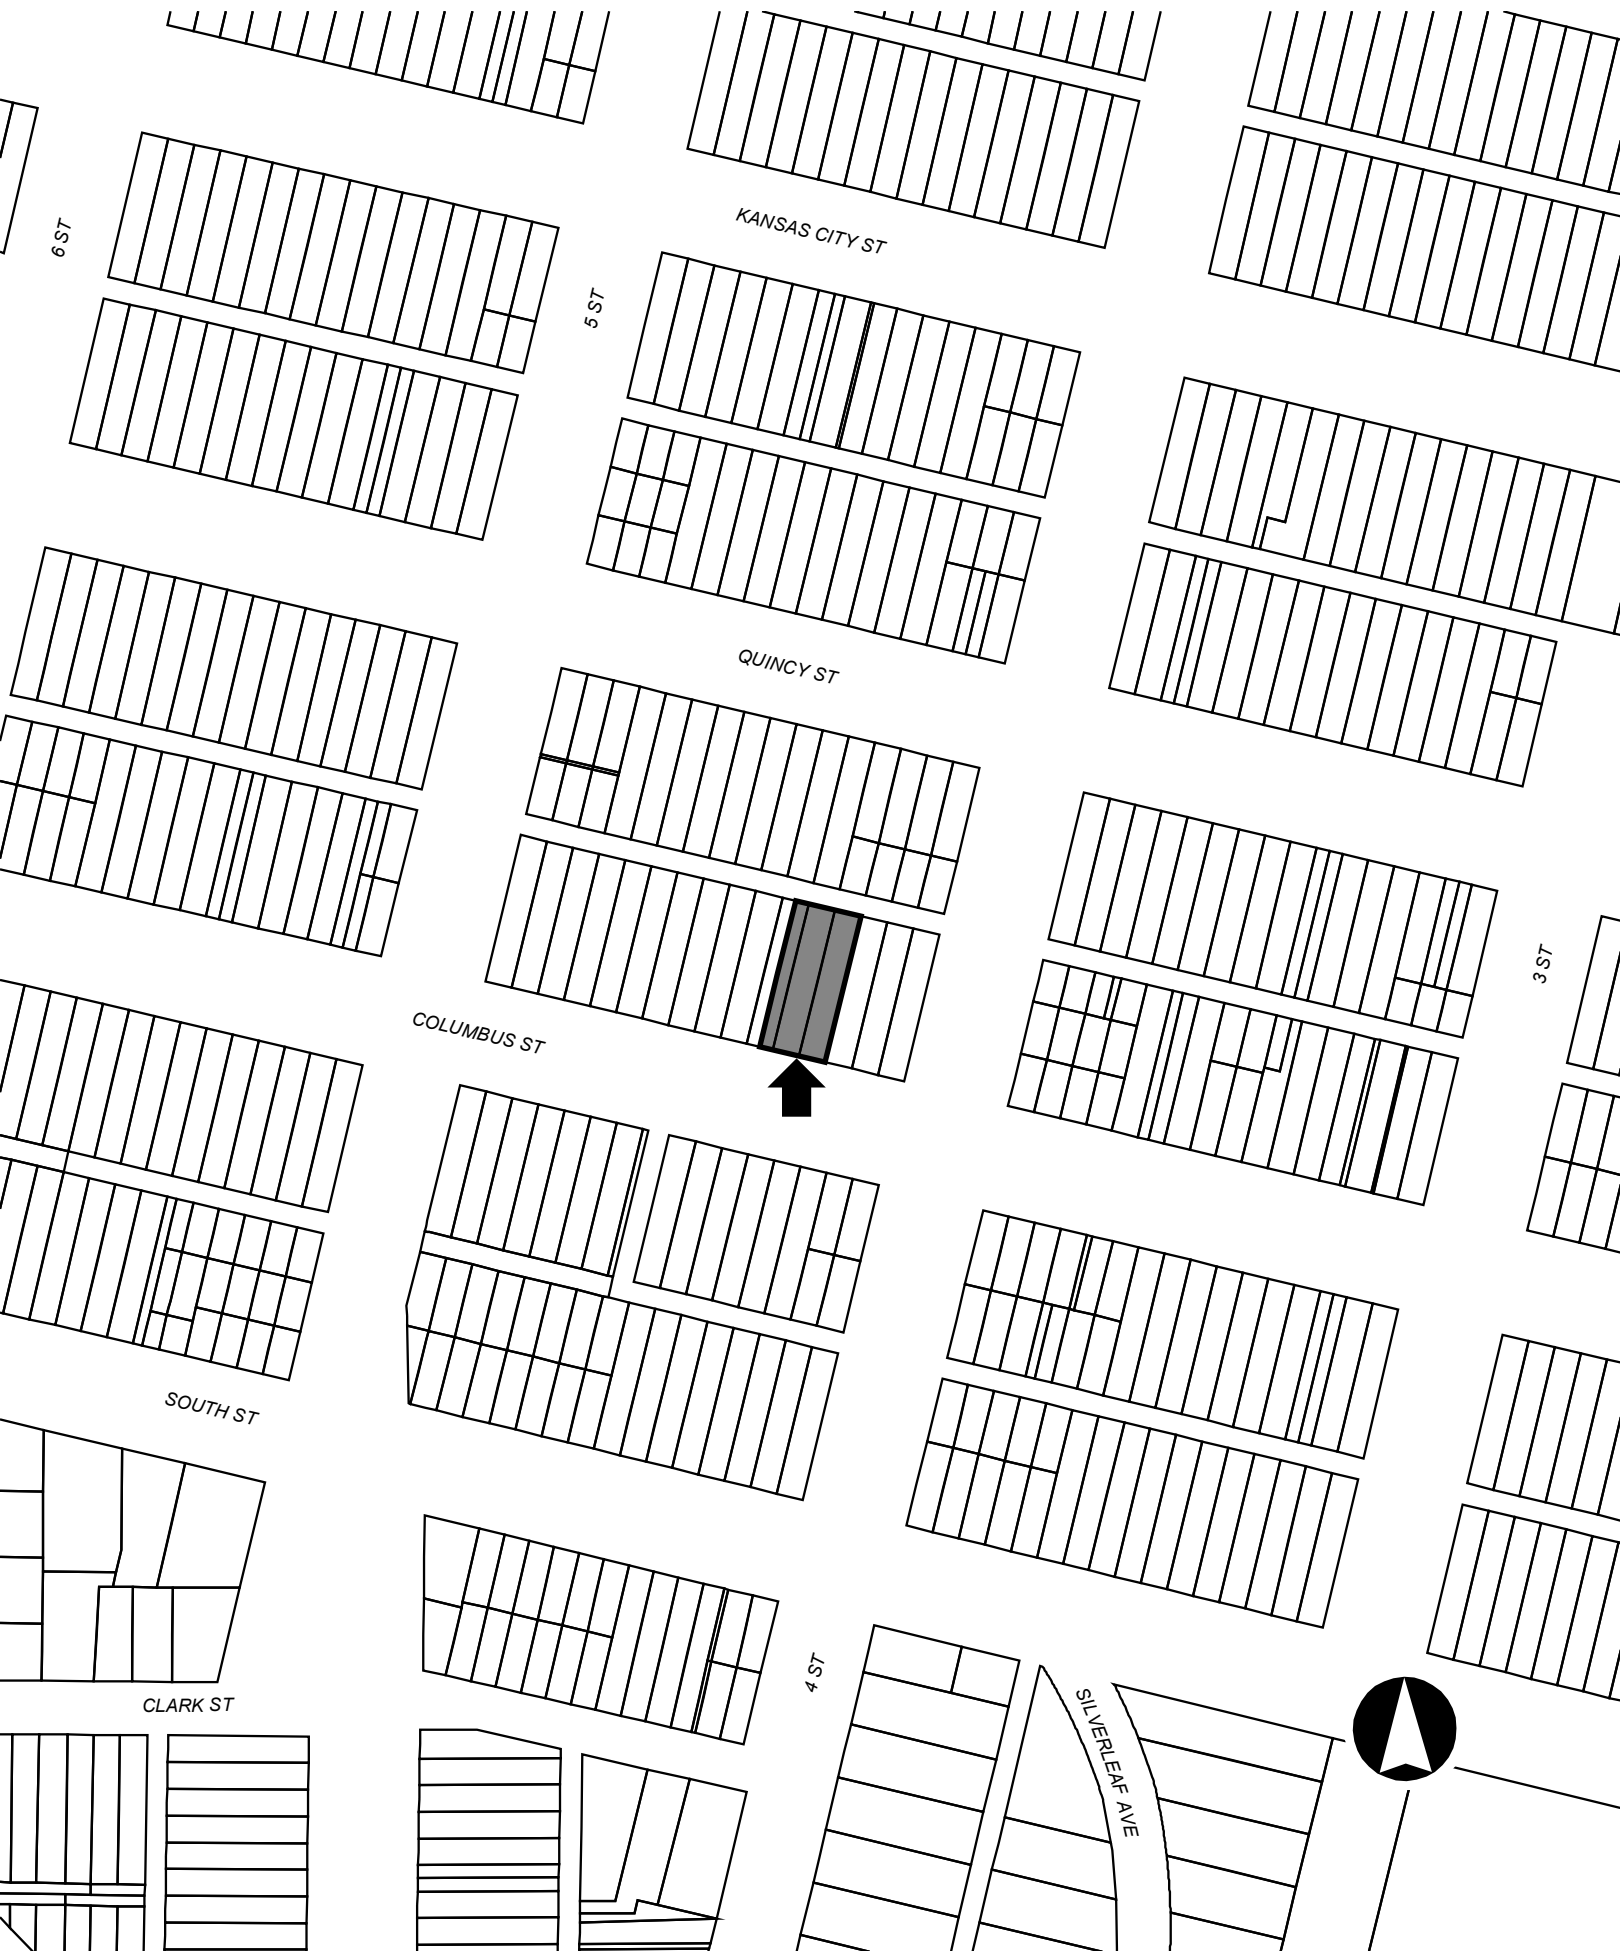 KANSAS CITY ST
6 ST
5 ST
QUINCY ST
3 ST
COLUMBUS ST
SOUTH ST
4 ST
CLARK ST
SILVERLEAF AVE